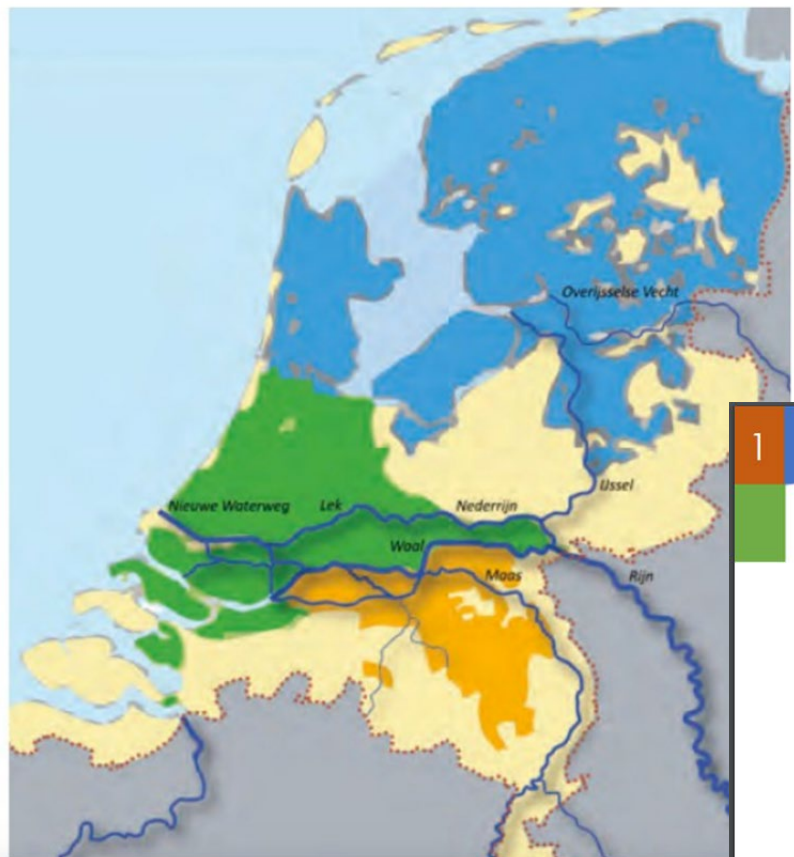 Overijsselse Vecht
1
IJssel
Nieuwe Waterweg
Lek
Nederrijn
Waal
Maas
Rijn